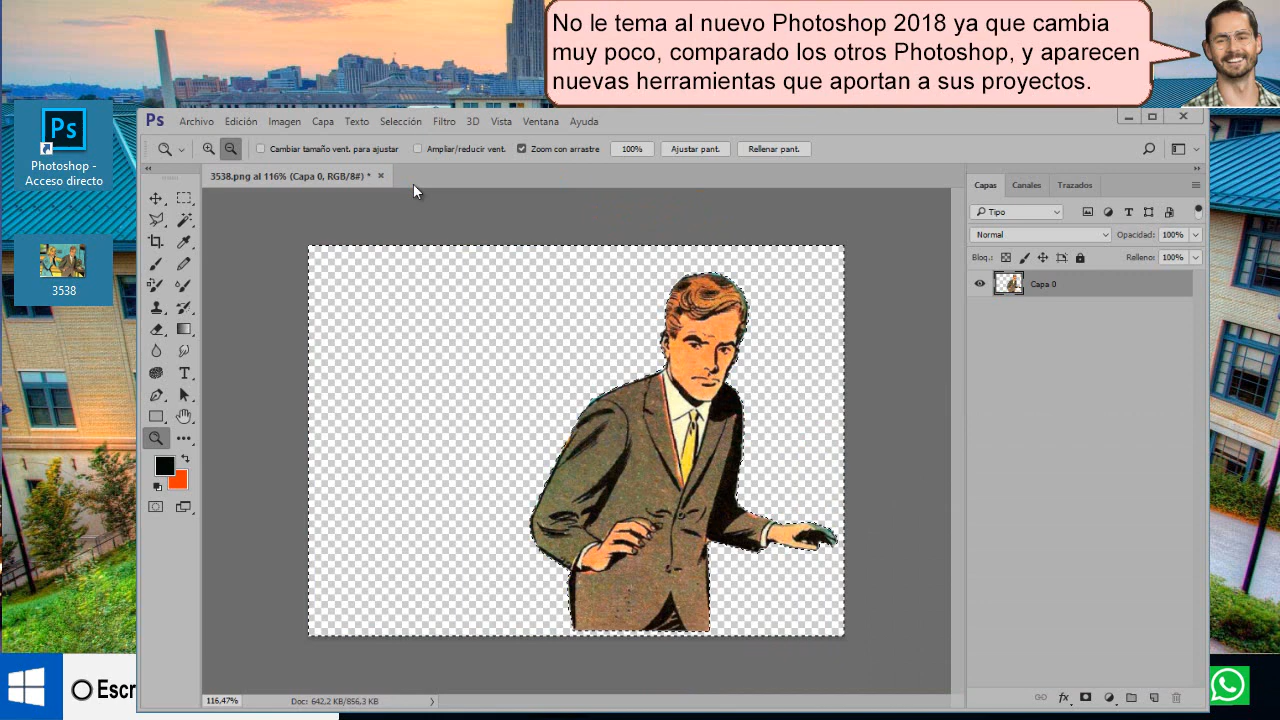 No le tema al nuevo Photoshop 2018 ya que cambia
muy poco, comparado los otros Photoshop, y aparecen
nuevas herramientas que aportan a sus proyectos.
Ps
Photoshop -
Acceso directo
3538
Ps Archivo Edición Imagen Capa Texto Selección Filtro 3D Vista Ventana Ayuda
Cambiar tamaño vent. para ajustar Ampliar/reducir vent. Zoom con arrastre 100% Ajustar pant. Rellenar pant.
3538.png al 116% (Capa 0, RGB/8#) *
Capas Canales Trazados
Tipo
Normal Opacidad: 100%
Bloq.: Relleno: 100%
Capa 0
116,47% Doc: 642,2 KB/856,3 KB
Escr